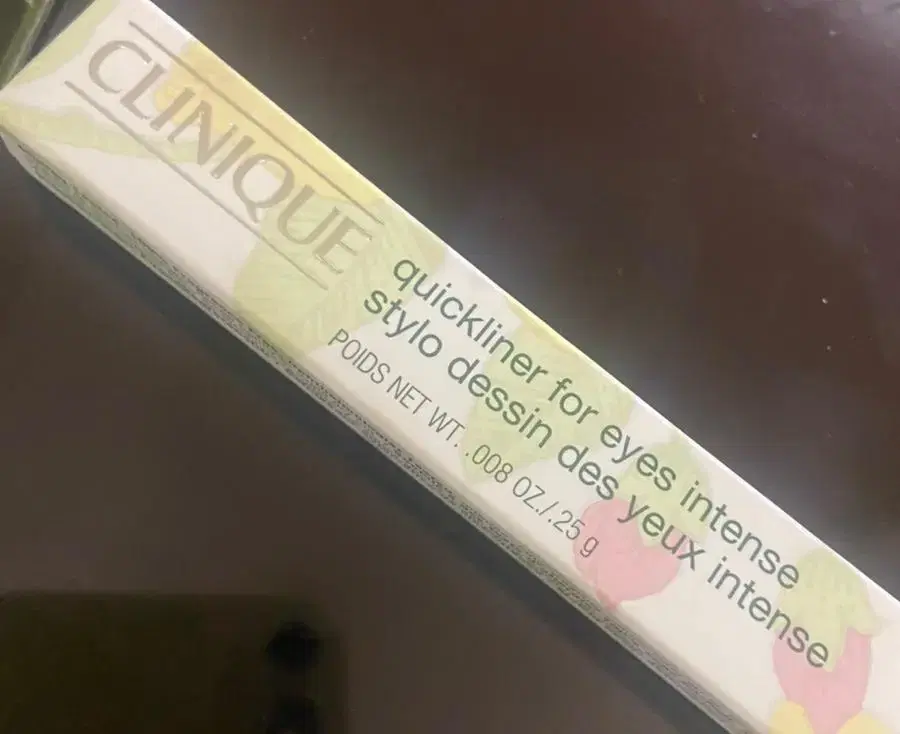 CLINIQUE
quickliner for eyes intense
stylo dessin des yeux intense
POIDS NET WT. .008 OZ./.25 g